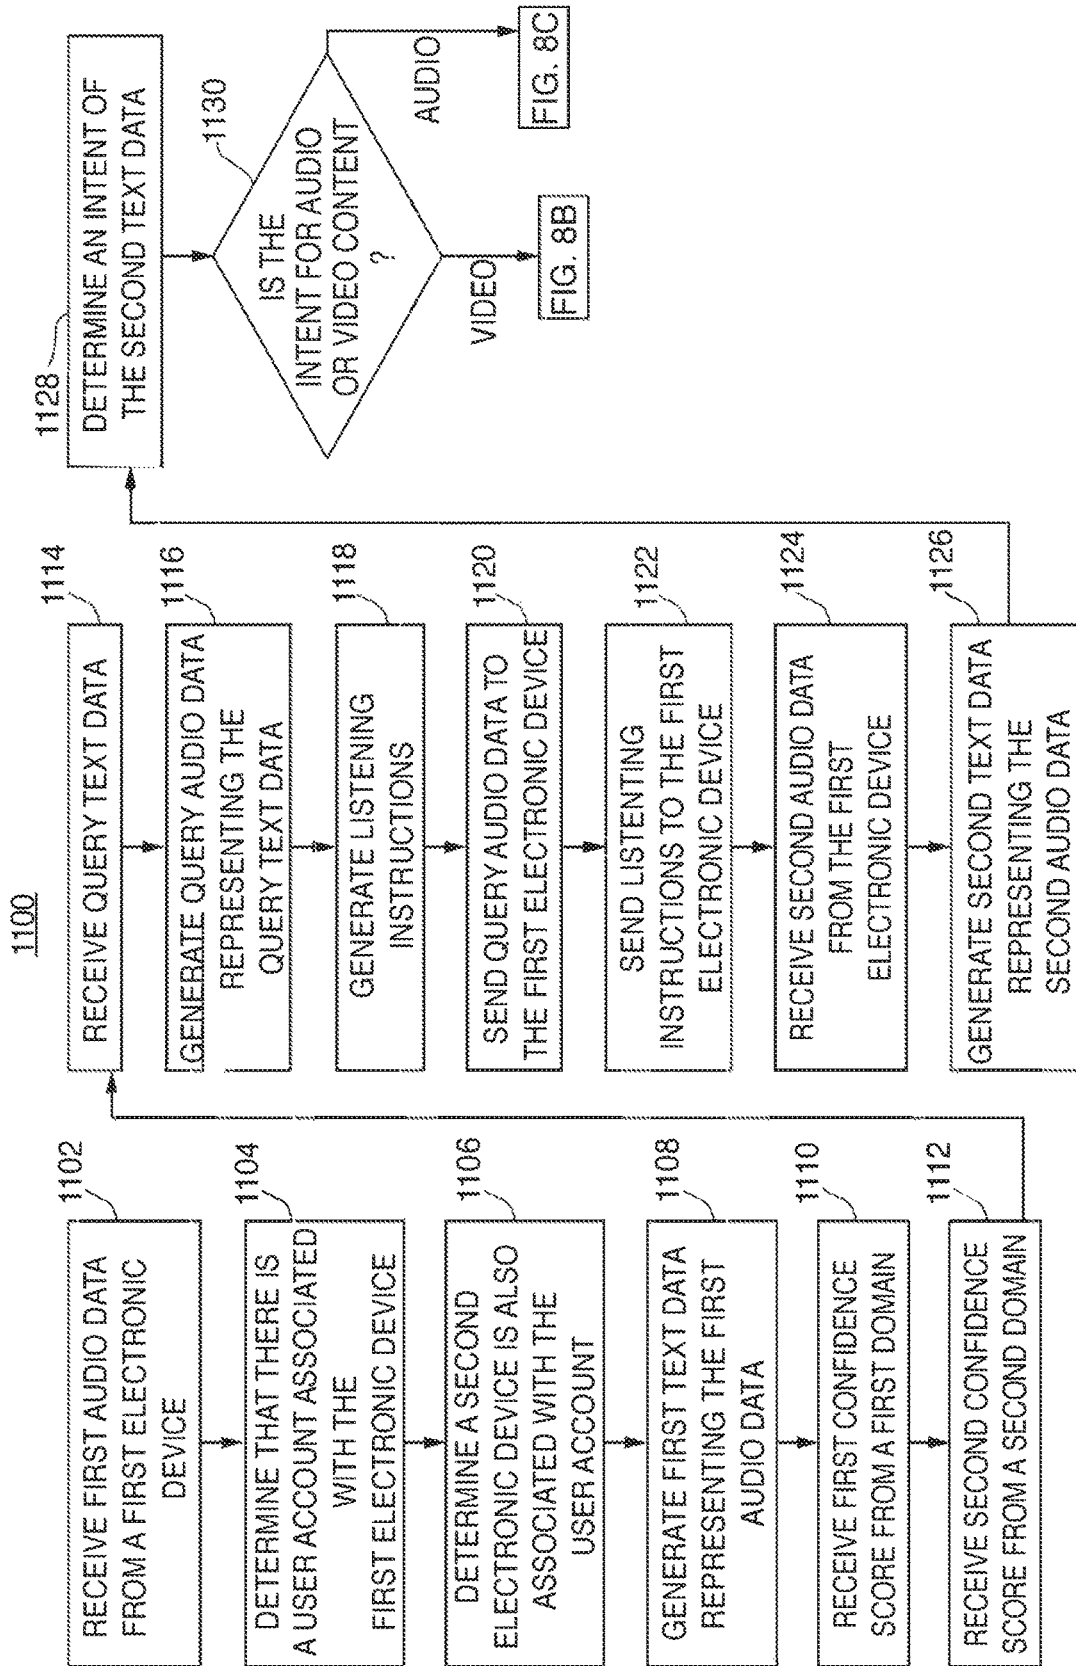 1100
1102
RECEIVE FIRST AUDIO DATA
FROM A FIRST ELECTRONIC
DEVICE
1104
DETERMINE THAT THERE IS
A USER ACCOUNT ASSOCIATED
WITH THE
FIRST ELECTRONIC DEVICE
1106
DETERMINE A SECOND
ELECTRONIC DEVICE IS ALSO
ASSOCIATED WITH THE
USER ACCOUNT
1108
GENERATE FIRST TEXT DATA
REPRESENTING THE FIRST
AUDIO DATA
1110
RECEIVE FIRST CONFIDENCE
SCORE FROM A FIRST DOMAIN
1112
RECEIVE SECOND CONFIDENCE
SCORE FROM A SECOND DOMAIN
1114
RECEIVE QUERY TEXT DATA
1116
GENERATE QUERY AUDIO DATA
REPRESENTING THE
QUERY TEXT DATA
1118
GENERATE LISTENING
INSTRUCTIONS
1120
SEND QUERY AUDIO DATA TO
THE FIRST ELECTRONIC DEVICE
1122
SEND LISTENTING
INSTRUCTIONS TO THE FIRST
ELECTRONIC DEVICE
1124
RECEIVE SECOND AUDIO DATA
FROM THE FIRST
ELECTRONIC DEVICE
1126
GENERATE SECOND TEXT DATA
REPRESENTING THE
SECOND AUDIO DATA
1128
DETERMINE AN INTENT OF
THE SECOND TEXT DATA
1130
IS THE
INTENT FOR AUDIO
OR VIDEO CONTENT
?
AUDIO
FIG. 8C
VIDEO
FIG. 8B